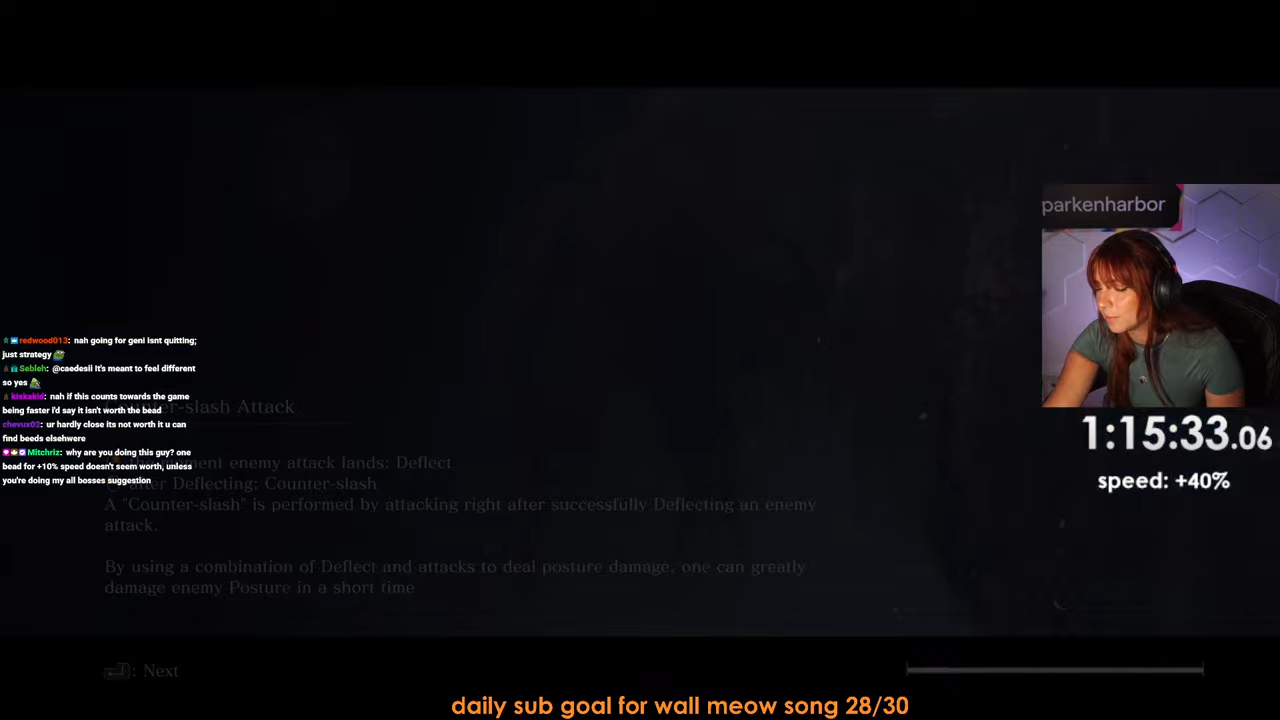 parkenharbor
redwood013: nah going for geni isnt quitting;
just strategy
Sebleh: @caedesii It's meant to feel different
so yes
kiskakid: nah if this counts towards the game
being faster I'd say it isn't worth the bead
chevux02: ur hardly close its not worth it u can
find beeds elsehwere
Mitchriz: why are you doing this guy? one
bead for +10% speed doesn't seem worth, unless
you're doing my all bosses suggestion
Counter-slash Attack
moment enemy attack lands: Deflect
after Deflecting: Counter-slash
A "Counter-slash" is performed by attacking right after successfully Deflecting an enemy
attack.
By using a combination of Deflect and attacks to deal posture damage, one can greatly
damage enemy Posture in a short time
: Next
1:15:33.06
speed: +40%
daily sub goal for wall meow song 28/30